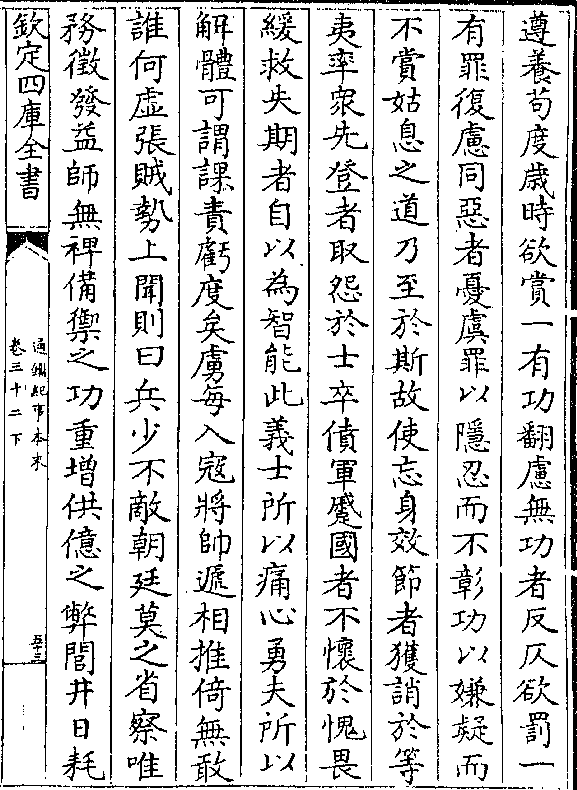 遵養苟度歲時欲賞一有功翻慮無功者反仄欲罰一
有罪復慮同惡者憂虞罪以隱忍而不彰功以嫌疑而
不賞姑息之道乃至於斯故使忘身效節者獲誚於等
夷率衆先登者取怨於士卒僨軍蹙國者不懷於愧畏
緩救失期者自以為智能此義士所以痛心勇夫所以
解體可謂課責虧度矣虜每入寇將帥遞相推倚無敢
誰何虛張賊勢上聞則曰兵少不敵朝廷莫之省察唯
務徵發益師無裨備禦之功重增供億之弊閭井日耗
欽定四庫全書
通鑑紀事本末
卷三十二下
五十三